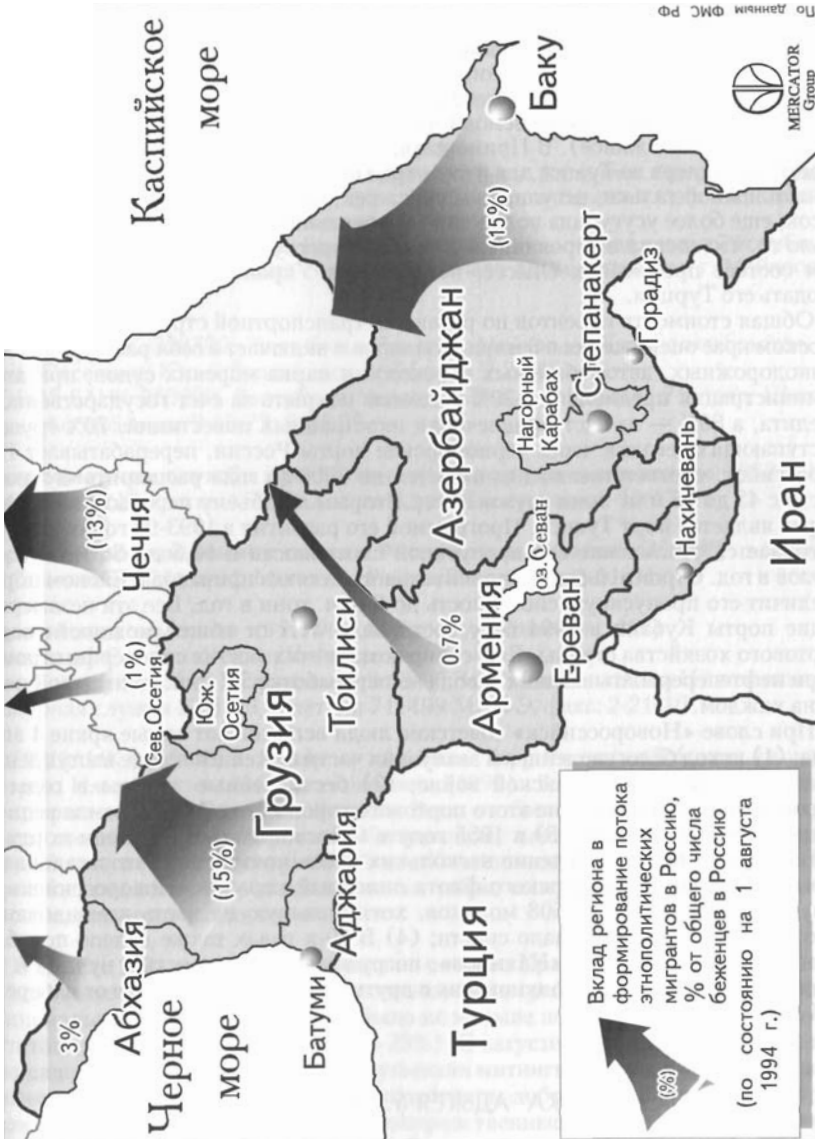 Каспийское
море
Черное
море
3%
Абхазия
(1%)
Сев.Осетия
Чечня
(13%)
Юж.
Осетия
(15%)
Грузия
Тбилиси
Аджария
Батуми
Турция
Азербайджан
(15%)
Баку
0,1%
Армения
оз.Севан
Ереван
Нагорный
Карабах
Степанакерт
Горадиз
Нахичевань
Иран
(%)
Вклад региона в
формирование потока
этнополитических
мигрантов в Россию,
% от общего числа
беженцев в Россию
(по состоянию на 1 августа
1994 г.)
MERCATOR
Group
По данным ФМС РФ